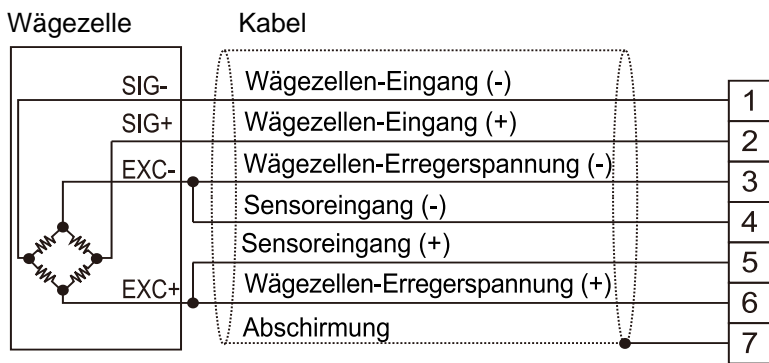 Wägezelle Kabel
SIG- Wägezellen-Eingang (-) 1
SIG+ Wägezellen-Eingang (+) 2
EXC- Wägezellen-Erregerspannung (-) 3
Sensoreingang (-) 4
Sensoreingang (+) 5
EXC+ Wägezellen-Erregerspannung (+) 6
Abschirmung 7